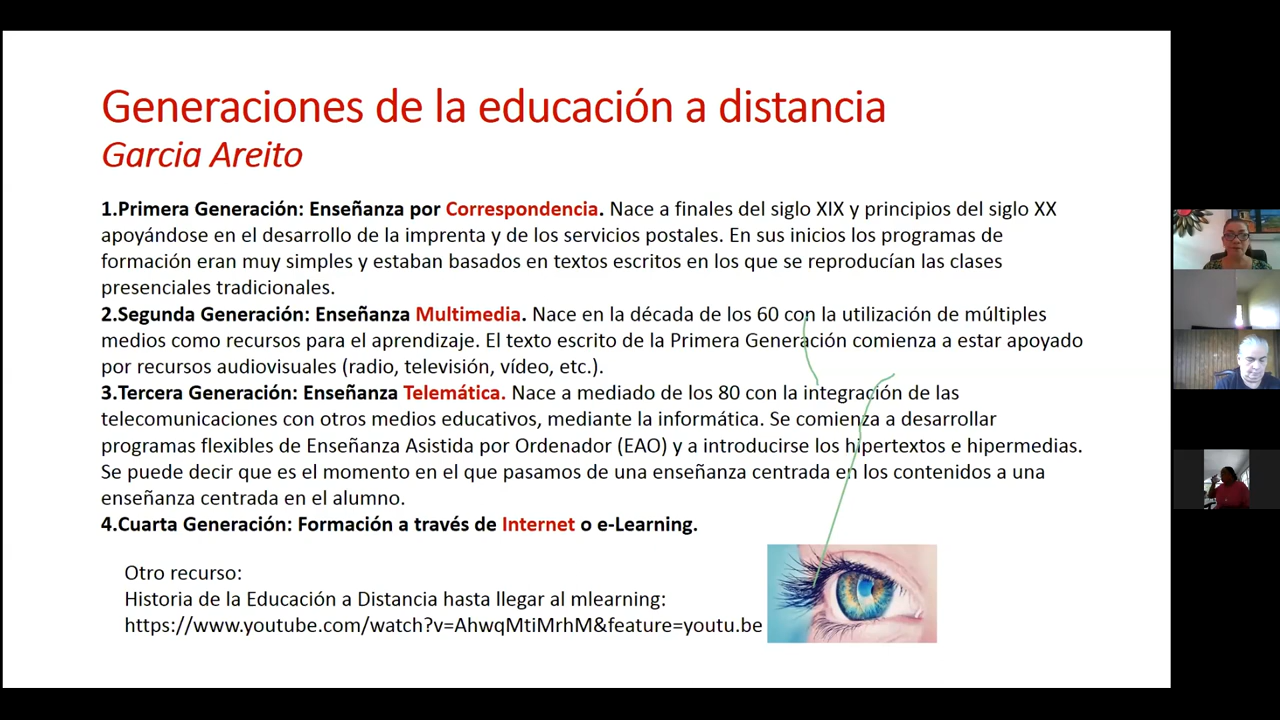 Generaciones de la educación a distancia
Garcia Areito
1.Primera Generación: Enseñanza por Correspondencia. Nace a finales del siglo XIX y principios del siglo XX
apoyándose en el desarrollo de la imprenta y de los servicios postales. En sus inicios los programas de
formación eran muy simples y estaban basados en textos escritos en los que se reproducían las clases
presenciales tradicionales.
2.Segunda Generación: Enseñanza Multimedia. Nace en la década de los 60 con la utilización de múltiples
medios como recursos para el aprendizaje. El texto escrito de la Primera Generación comienza a estar apoyado
por recursos audiovisuales (radio, televisión, vídeo, etc.).
3.Tercera Generación: Enseñanza Telemática. Nace a mediado de los 80 con la integración de las
telecomunicaciones con otros medios educativos, mediante la informática. Se comienza a desarrollar
programas flexibles de Enseñanza Asistida por Ordenador (EAO) y a introducirse los hipertextos e hipermedias.
Se puede decir que es el momento en el que pasamos de una enseñanza centrada en los contenidos a una
enseñanza centrada en el alumno.
4.Cuarta Generación: Formación a través de Internet o e-Learning.
Otro recurso:
Historia de la Educación a Distancia hasta llegar al mlearning:
https://www.youtube.com/watch?v=AhwqMtiMrhM&feature=youtu.be